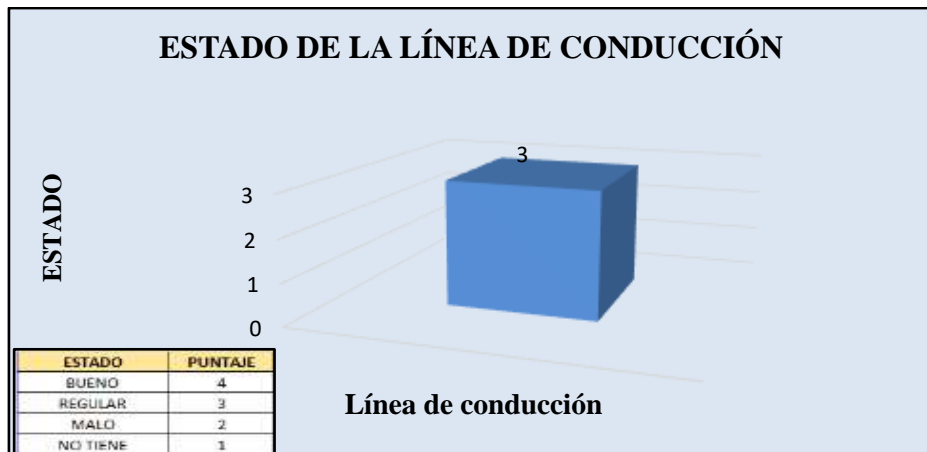 ESTADO DE LA LÍNEA DE CONDUCCIÓN
3
ESTADO
3
2
1
0
ESTADO PUNTAJE
BUENO 4
REGULAR 3
MALO 2
NO TIENE 1
Línea de conducción